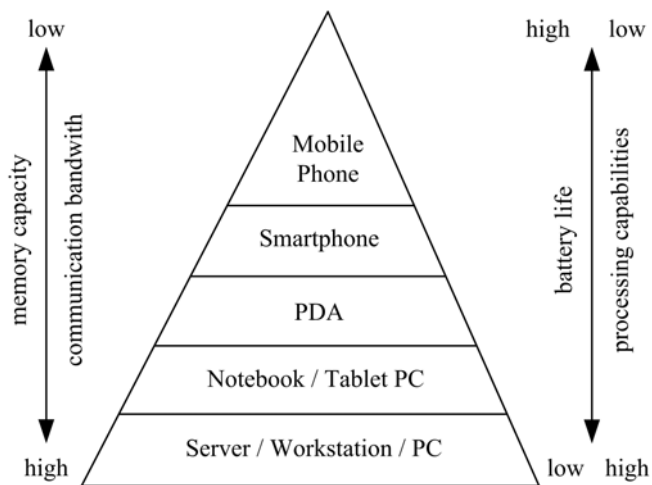 low
high low
Mobile
Phone
Smartphone
PDA
Notebook / Tablet PC
Server / Workstation / PC
memory capacity
communication bandwith
battery life
processing capabilities
high
low high